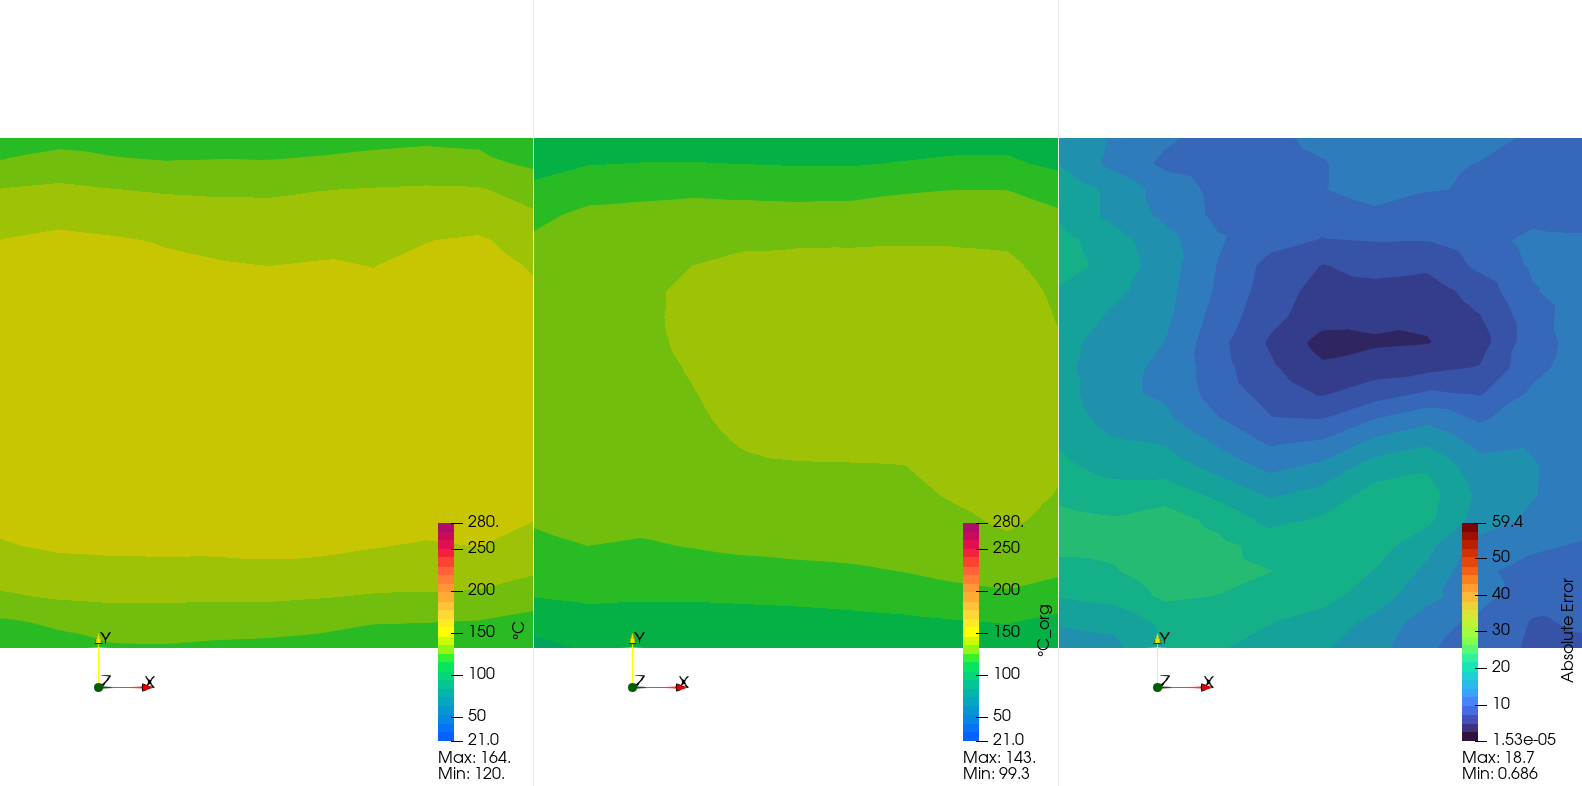 280.
250
200
150
100
50
21.0
°C
Max: 164.
Min: 120.
Y
Z
X
280.
250
200
150
100
50
21.0
°C_org
Max: 143.
Min: 99.3
Y
Z
X
59.4
50
40
30
20
10
1.53e-05
Absolute Error
Max: 18.7
Min: 0.686
Y
Z
X